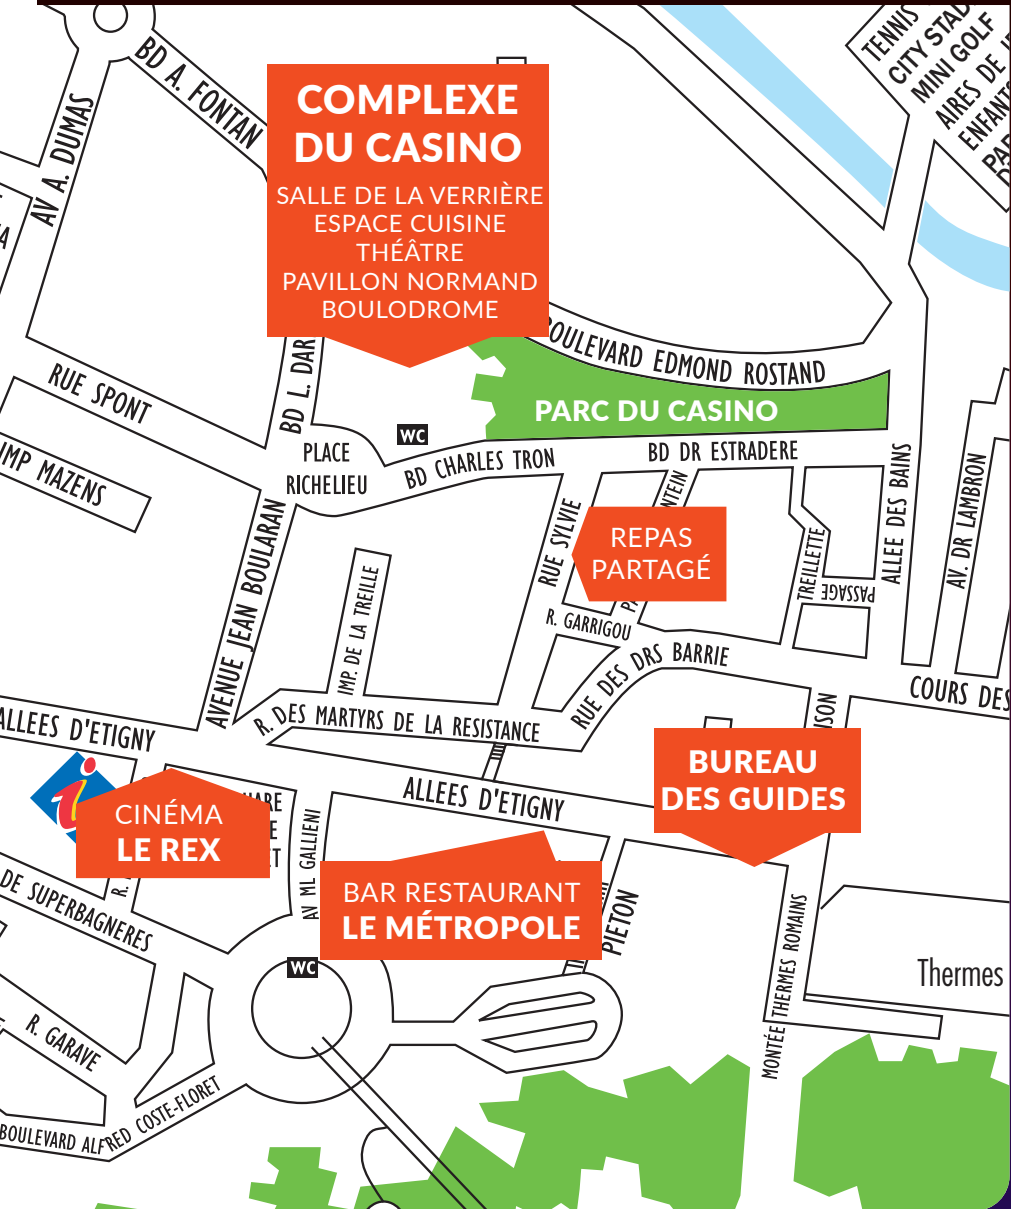 TENNIS
CITY STAD
MINI GOLF
AIRES DE
ENFANTS
BD A. FONTAN
AV A. DUMAS
COMPLEXE
DU CASINO
SALLE DE LA VERRIÈRE
ESPACE CUISINE
THÉÂTRE
PAVILLON NORMAND
BOULODROME
OULEVARD EDMOND ROSTAND
BD L. DAR
RUE SPONT
PARC DU CASINO
WC
PLACE
RICHELIEU
BD CHARLES TRON
BD DR ESTRADERE
IMP MAZENS
ALLEE DES BAINS
AV. DR LAMBRON
AVENUE JEAN BOULARAN
RUE SYLVIE
NTEIN
REPAS
PARTAGÉ
TREILLETTE
PASSAGE
IMP. DE LA TREILLE
R. GARRIGOU
RUE DES DRS BARRIE
COURS DES
R. DES MARTYRS DE LA RESISTANCE
ISON
ALLEES D'ETIGNY
BUREAU
DES GUIDES
i
CINÉMA
LE REX
ARE
E
T
ALLEES D'ETIGNY
AV ML GALLIENI
BAR RESTAURANT
LE MÉTROPOLE
PIETON
R.
DE SUPERBAGNERES
MONTÉE THERMES ROMAINS
WC
Thermes
R. GARAVE
BOULEVARD ALFRED COSTE-FLORET